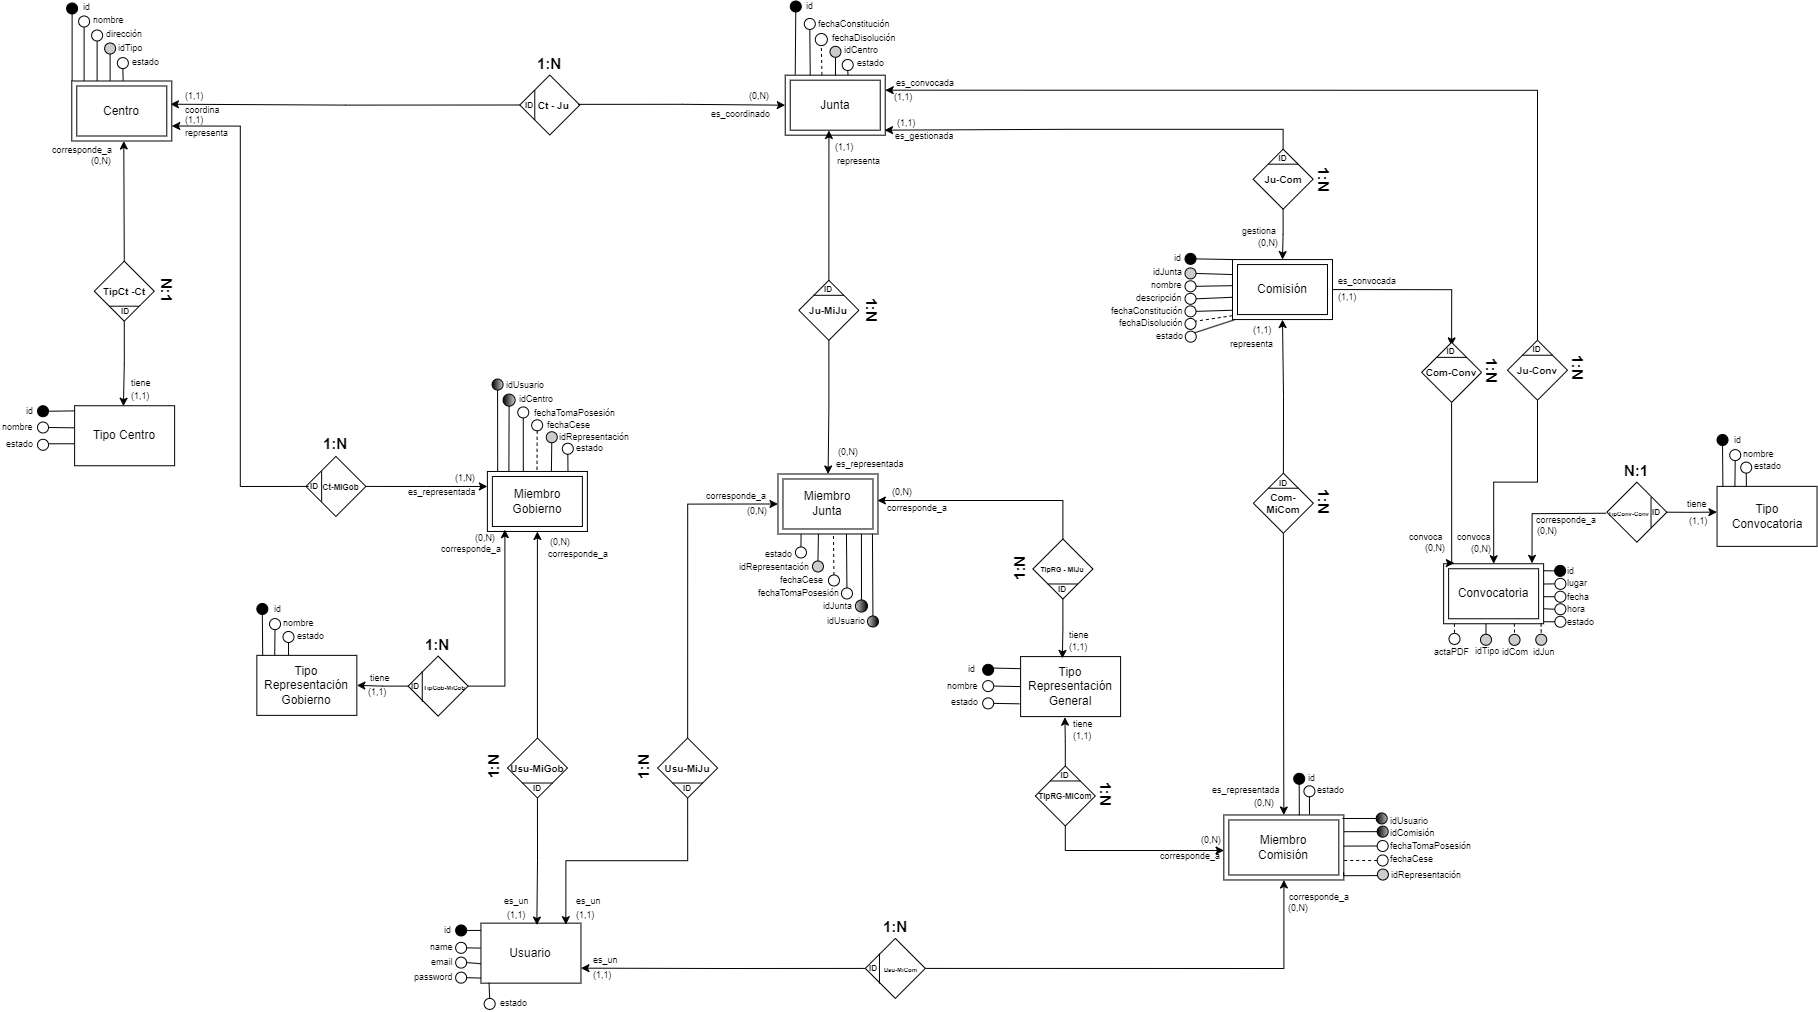 id
nombre
dirección
idTipo
estado
Centro
(1,1)
coordina
(1,1)
representa
corresponde_a
(0,N)
1:N
ID
Ct - Ju
(0,N)
es_coordinado
id
fechaConstitución
fechaDisolución
idCentro
estado
Junta
es_convocada
(1,1)
(1,1)
es_gestionada
(1,1)
representa
ID
Ju-Com
1:N
gestiona
(0,N)
id
idJunta
nombre
descripción
fechaConstitución
fechaDisolución
estado
Comisión
es_convocada
(1,1)
(1,1)
representa
TipCt -Ct
ID
N:1
tiene
(1,1)
id
nombre
estado
Tipo Centro
ID
Ju-MiJu
1:N
(0,N)
es_representada
ID
Com-Conv
1:N
ID
Ju-Conv
1:N
1:N
ID
Ct-MiGob
(1,N)
es_representada
idUsuario
idCentro
fechaTomaPosesión
fechaCese
idRepresentación
estado
Miembro
Gobierno
(0,N)
corresponde_a
(0,N)
corresponde_a
corresponde_a
(0,N)
Miembro
Junta
(0,N)
corresponde_a
estado
idRepresentación
fechaCese
fechaTomaPosesión
idJunta
idUsuario
ID
Com-
MiCom
1:N
N:1
TipConv-Conv
ID
tiene
(1,1)
corresponde_a
(0,N)
id
nombre
estado
Tipo
Convocatoria
convoca
(0,N)
convoca
(0,N)
Convocatoria
id
lugar
fecha
hora
estado
actaPDF
idTipo
idCom
idJun
1:N
TipRG - MiJu
ID
tiene
(1,1)
id
nombre
estado
Tipo
Representación
General
tiene
(1,1)
ID
TipRG-MiCom
1:N
(0,N)
corresponde_a
id
nombre
estado
Tipo
Representación
Gobierno
tiene
(1,1)
1:N
ID
TipGob-MiGob
1:N
Usu-MiGob
ID
1:N
Usu-MiJu
ID
es_representada
(0,N)
id
estado
Miembro
Comisión
idUsuario
idComisión
fechaTomaPosesión
fechaCese
idRepresentación
corresponde_a
(0,N)
es_un
(1,1)
es_un
(1,1)
id
name
email
password
estado
Usuario
es_un
(1,1)
1:N
ID
Usu-MiCom